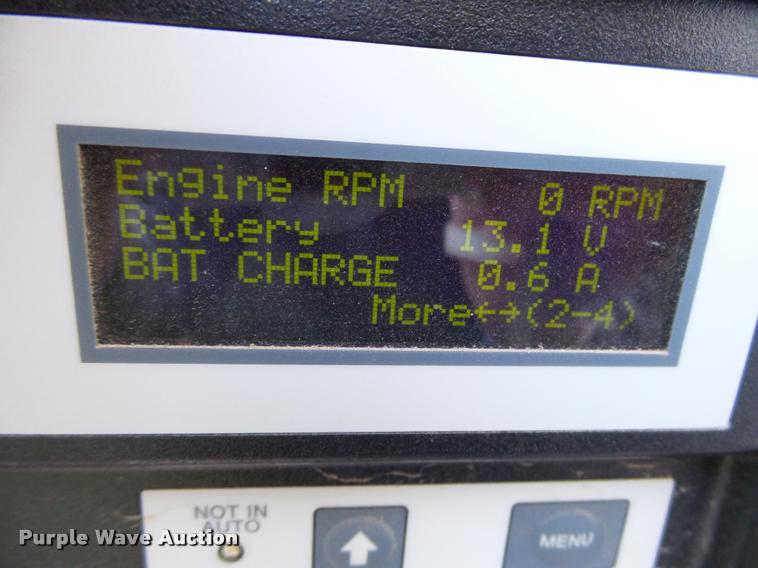 Engine RPM 0 RPM
Battery 13.1 V
BAT CHARGE 0.6 A
More←→(2-4)
NOT IN
AUTO
MENU
Purple Wave Auction